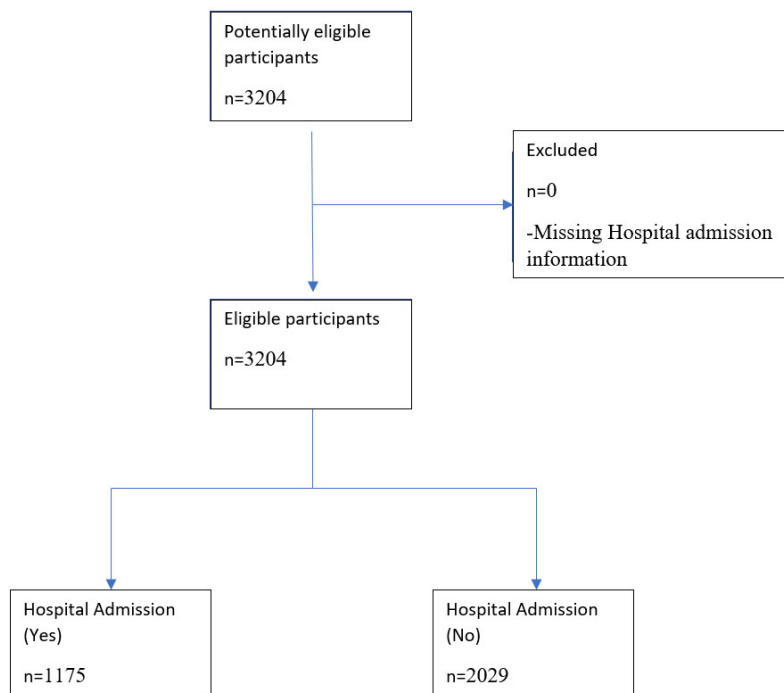 Potentially eligible
participants
n=3204
Excluded
n=0
-Missing Hospital admission
information
Eligible participants
n=3204
Hospital Admission
(Yes)
n=1175
Hospital Admission
(No)
n=2029